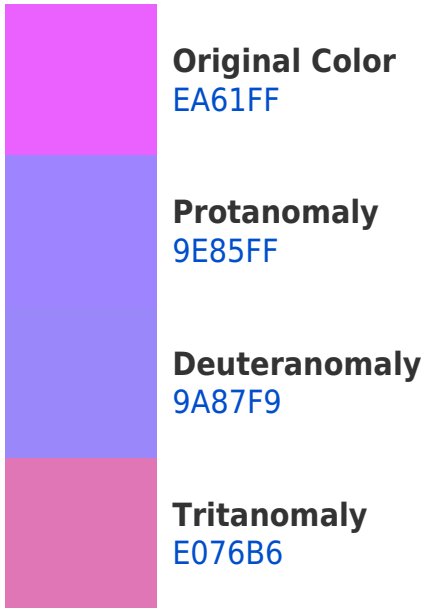 Original Color
EA61FF
Protanomaly
9E85FF
Deuteranomaly
9A87F9
Tritanomaly
E076B6